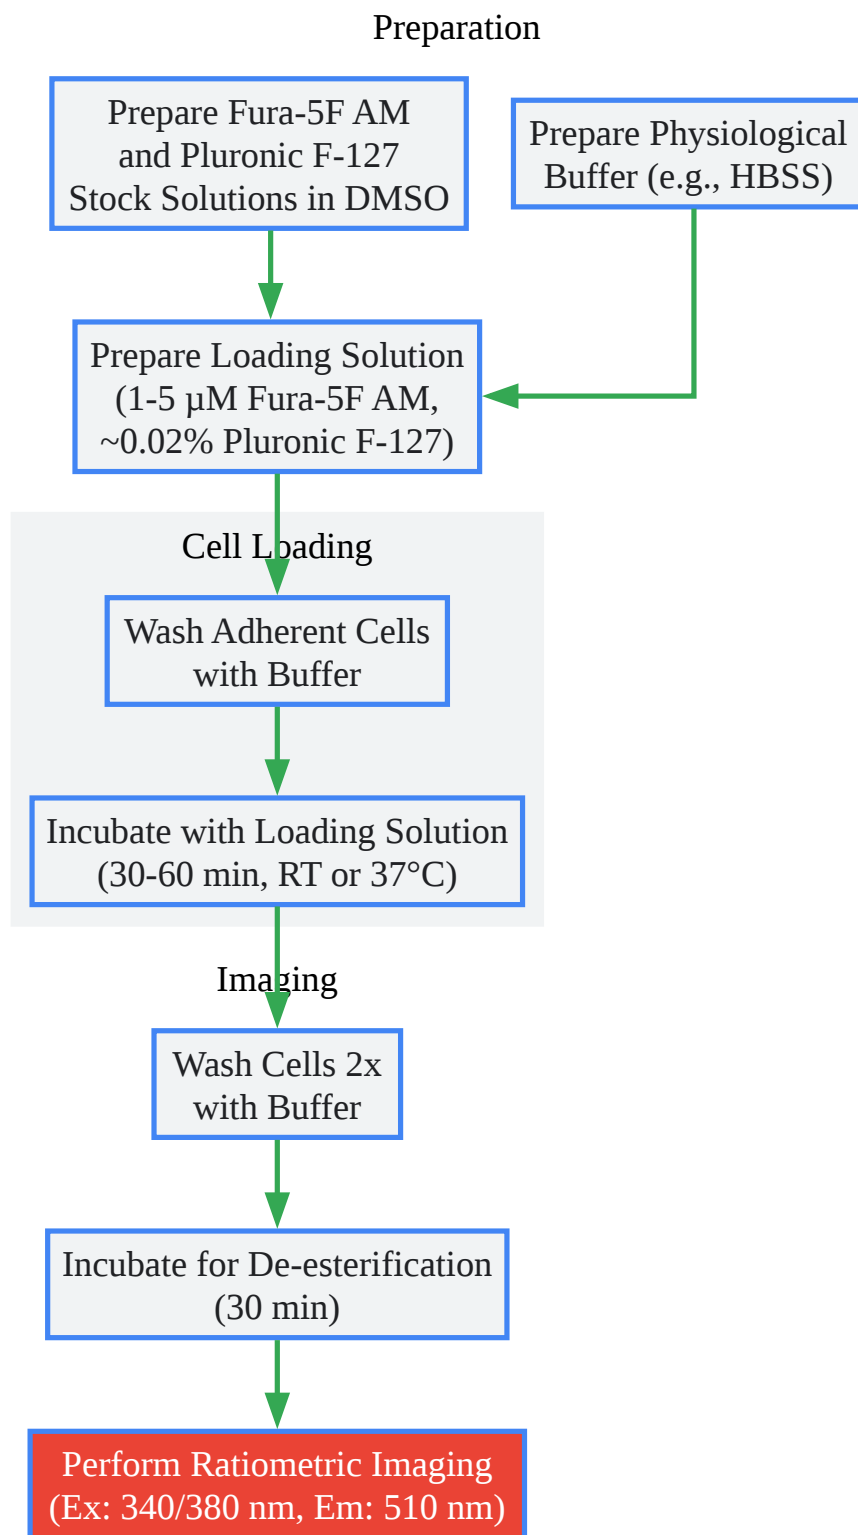 Preparation
Prepare Fura-5F AM
and Pluronic F-127
Stock Solutions in DMSO
Prepare Physiological
Buffer (e.g., HBSS)
Prepare Loading Solution
(1-5 µM Fura-5F AM,
~0.02% Pluronic F-127)
Cell Loading
Wash Adherent Cells
with Buffer
Incubate with Loading Solution
(30-60 min, RT or 37°C)
Imaging
Wash Cells 2x
with Buffer
Incubate for De-esterification
(30 min)
Perform Ratiometric Imaging
(Ex: 340/380 nm, Em: 510 nm)